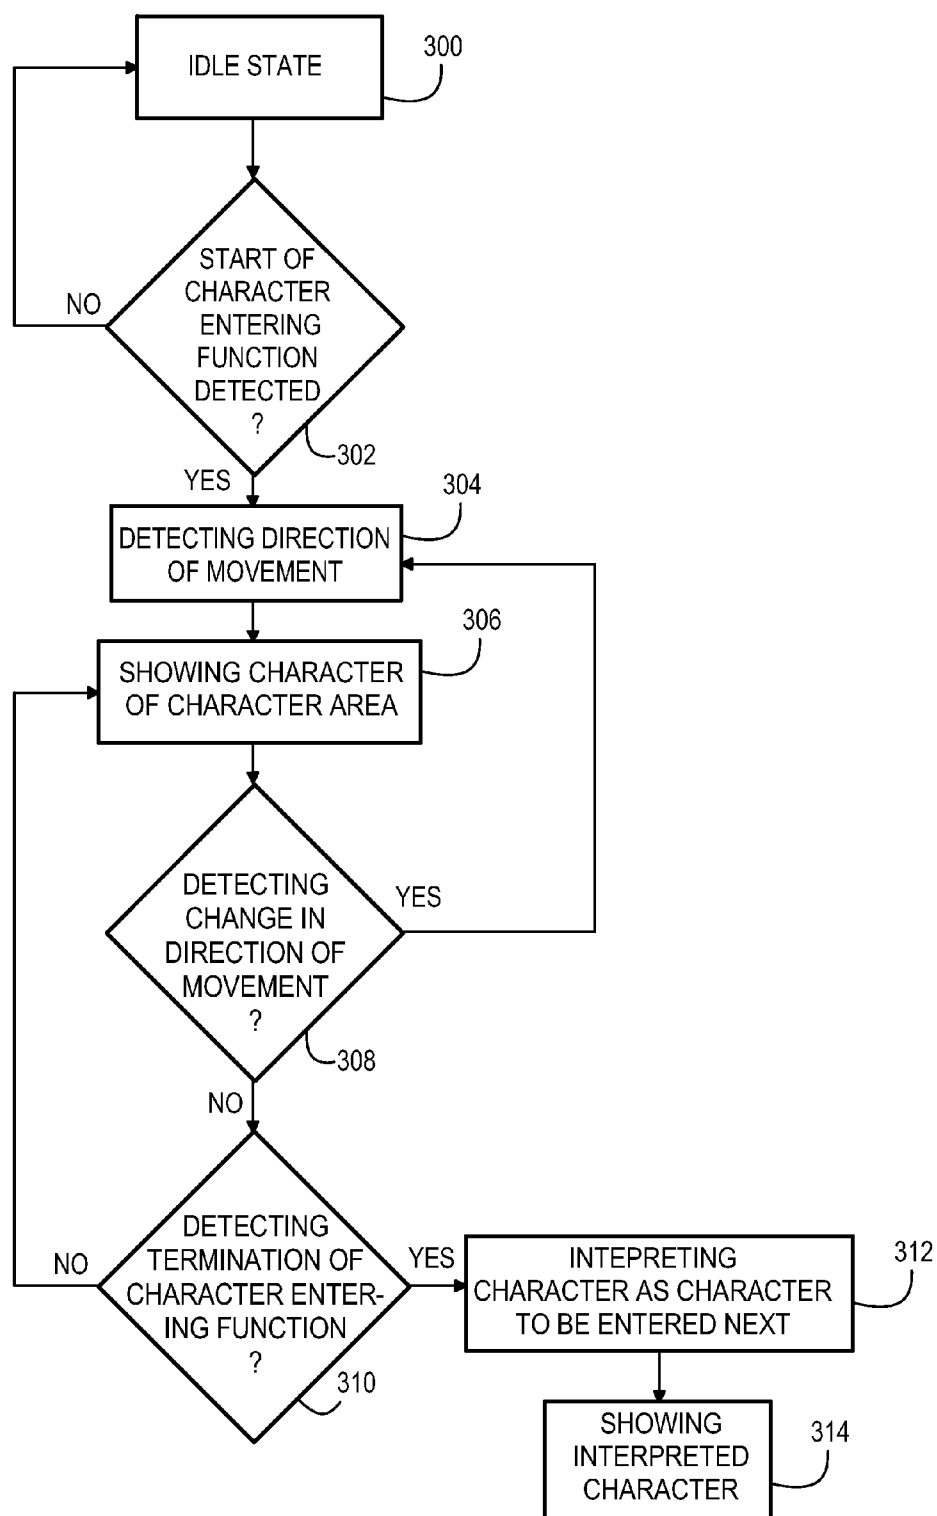 IDLE STATE
300
START OF
CHARACTER
ENTERING
FUNCTION
DETECTED
?
NO
302
YES
304
DETECTING DIRECTION
OF MOVEMENT
306
SHOWING CHARACTER
OF CHARACTER AREA
DETECTING
CHANGE IN
DIRECTION OF
MOVEMENT
?
YES
308
NO
DETECTING
TERMINATION OF
CHARACTER ENTER-
ING FUNCTION
?
NO
YES
310
INTEPRETING
CHARACTER AS CHARACTER
TO BE ENTERED NEXT
312
SHOWING
INTERPRETED
CHARACTER
314